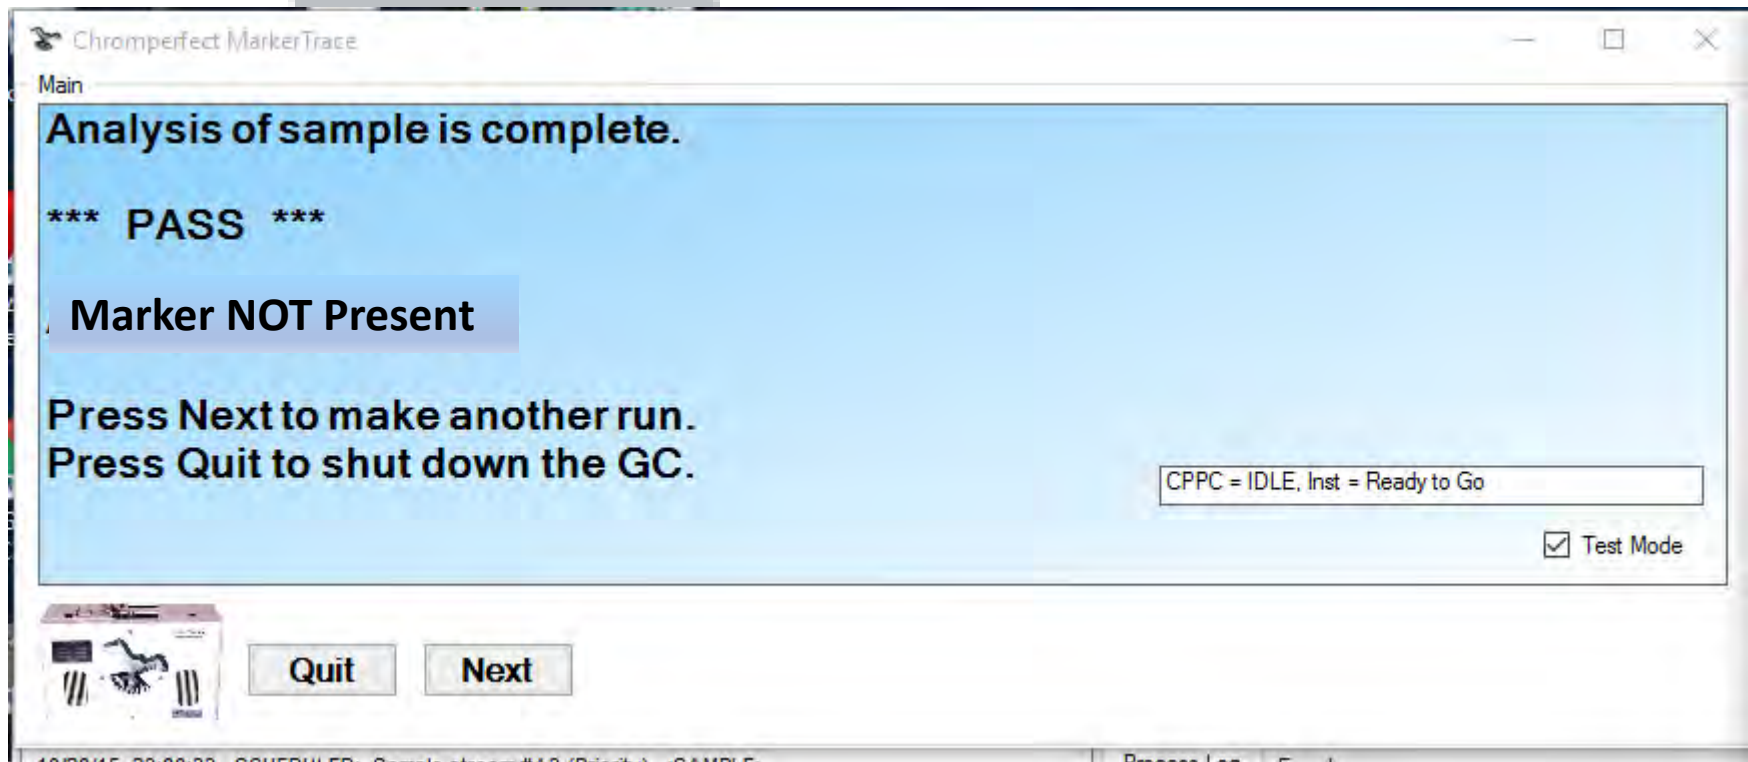 Chromperfect MarkerTrace
Main
Analysis of sample is complete.
*** PASS ***
Marker NOT Present
Press Next to make another run.
Press Quit to shut down the GC.
CPPC = IDLE, Inst = Ready to Go
Test Mode
Quit
Next